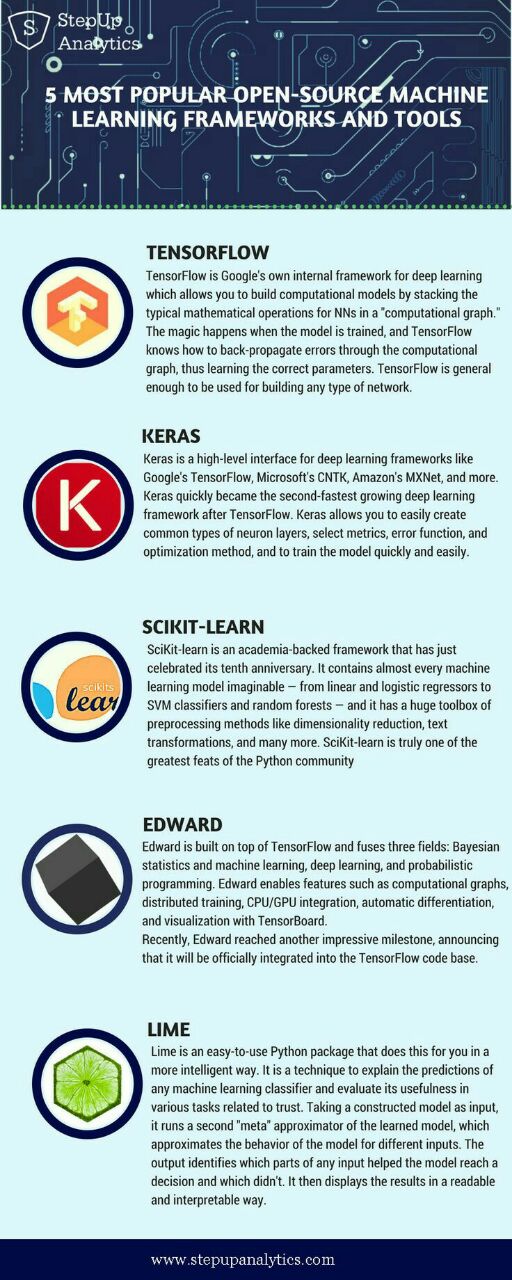 StepUp
Analytics
5 MOST POPULAR OPEN-SOURCE MACHINE
LEARNING FRAMEWORKS AND TOOLS
TENSORFLOW
TensorFlow is Google's own internal framework for deep learning
which allows you to build computational models by stacking the
typical mathematical operations for NNs in a "computational graph."
The magic happens when the model is trained, and TensorFlow
knows how to back-propagate errors through the computational
graph, thus learning the correct parameters. TensorFlow is general
enough to be used for building any type of network.
KERAS
K
Keras is a high-level interface for deep learning frameworks like
Google's TensorFlow, Microsoft's CNTK, Amazon's MXNet, and more.
Keras quickly became the second-fastest growing deep learning
framework after TensorFlow. Keras allows you to easily create
common types of neuron layers, select metrics, error function, and
optimization method, and to train the model quickly and easily.
SCIKIT-LEARN
scikits
lear
SciKit-learn is an academia-backed framework that has just
celebrated its tenth anniversary. It contains almost every machine
learning model imaginable — from linear and logistic regressors to
SVM classifiers and random forests — and it has a huge toolbox of
preprocessing methods like dimensionality reduction, text
transformations, and many more. SciKit-learn is truly one of the
greatest feats of the Python community
EDWARD
Edward is built on top of TensorFlow and fuses three fields: Bayesian
statistics and machine learning, deep learning, and probabilistic
programming. Edward enables features such as computational graphs,
distributed training, CPU/GPU integration, automatic differentiation,
and visualization with TensorBoard.
Recently, Edward reached another impressive milestone, announcing
that it will be officially integrated into the TensorFlow code base.
LIME
Lime is an easy-to-use Python package that does this for you in a
more intelligent way. It is a technique to explain the predictions of
any machine learning classifier and evaluate its usefulness in
various tasks related to trust. Taking a constructed model as input,
it runs a second "meta" approximator of the learned model, which
approximates the behavior of the model for different inputs. The
output identifies which parts of any input helped the model reach a
decision and which didn't. It then displays the results in a readable
and interpretable way.
www.stepupanalytics.com